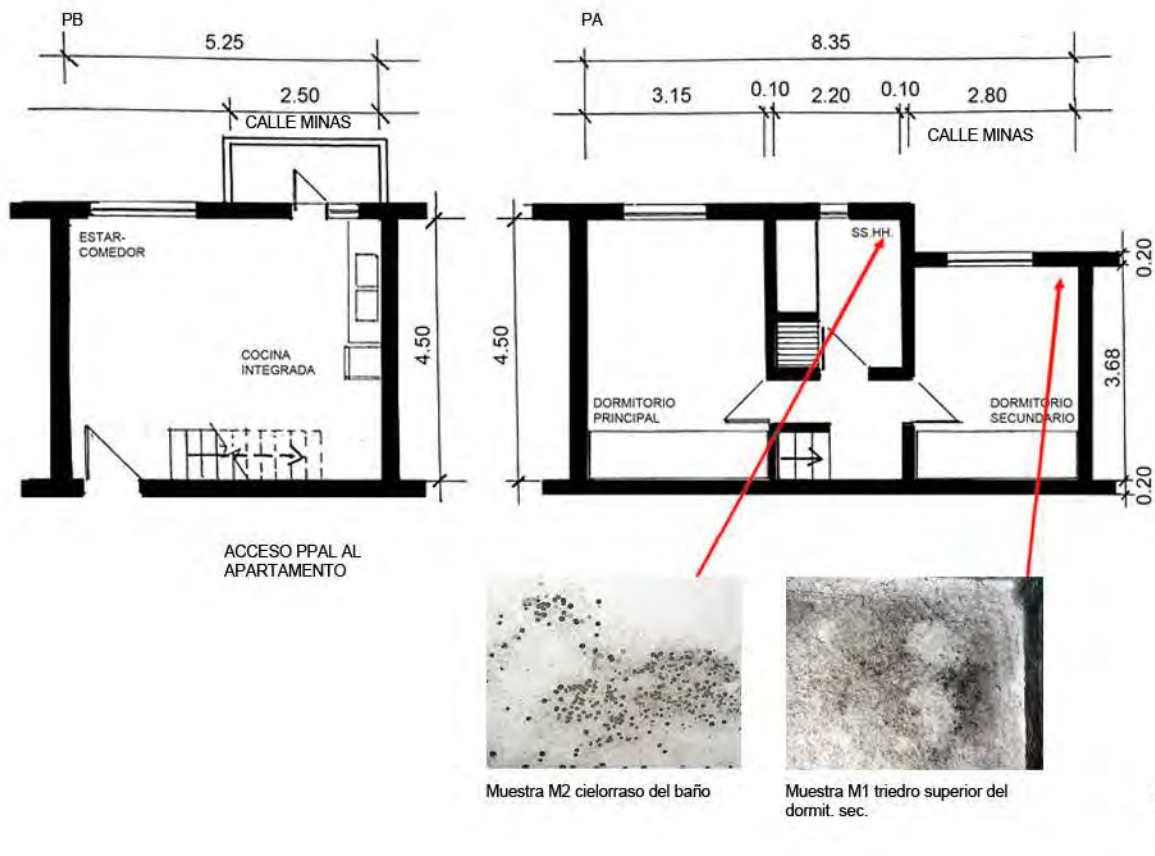 PB
5.25
2.50
CALLE MINAS
ESTAR-
COMEDOR
COCINA
INTEGRADA
4.50
ACCESO PPAL AL
APARTAMENTO
PA
8.35
3.15
0.10
2.20
0.10
2.80
CALLE MINAS
SS.HH.
4.50
DORMITORIO
PRINCIPAL
DORMITORIO
SECUNDARIO
0.20
3.68
0.20
Muestra M2 cielorraso del baño
Muestra M1 triedro superior del
dormit. sec.